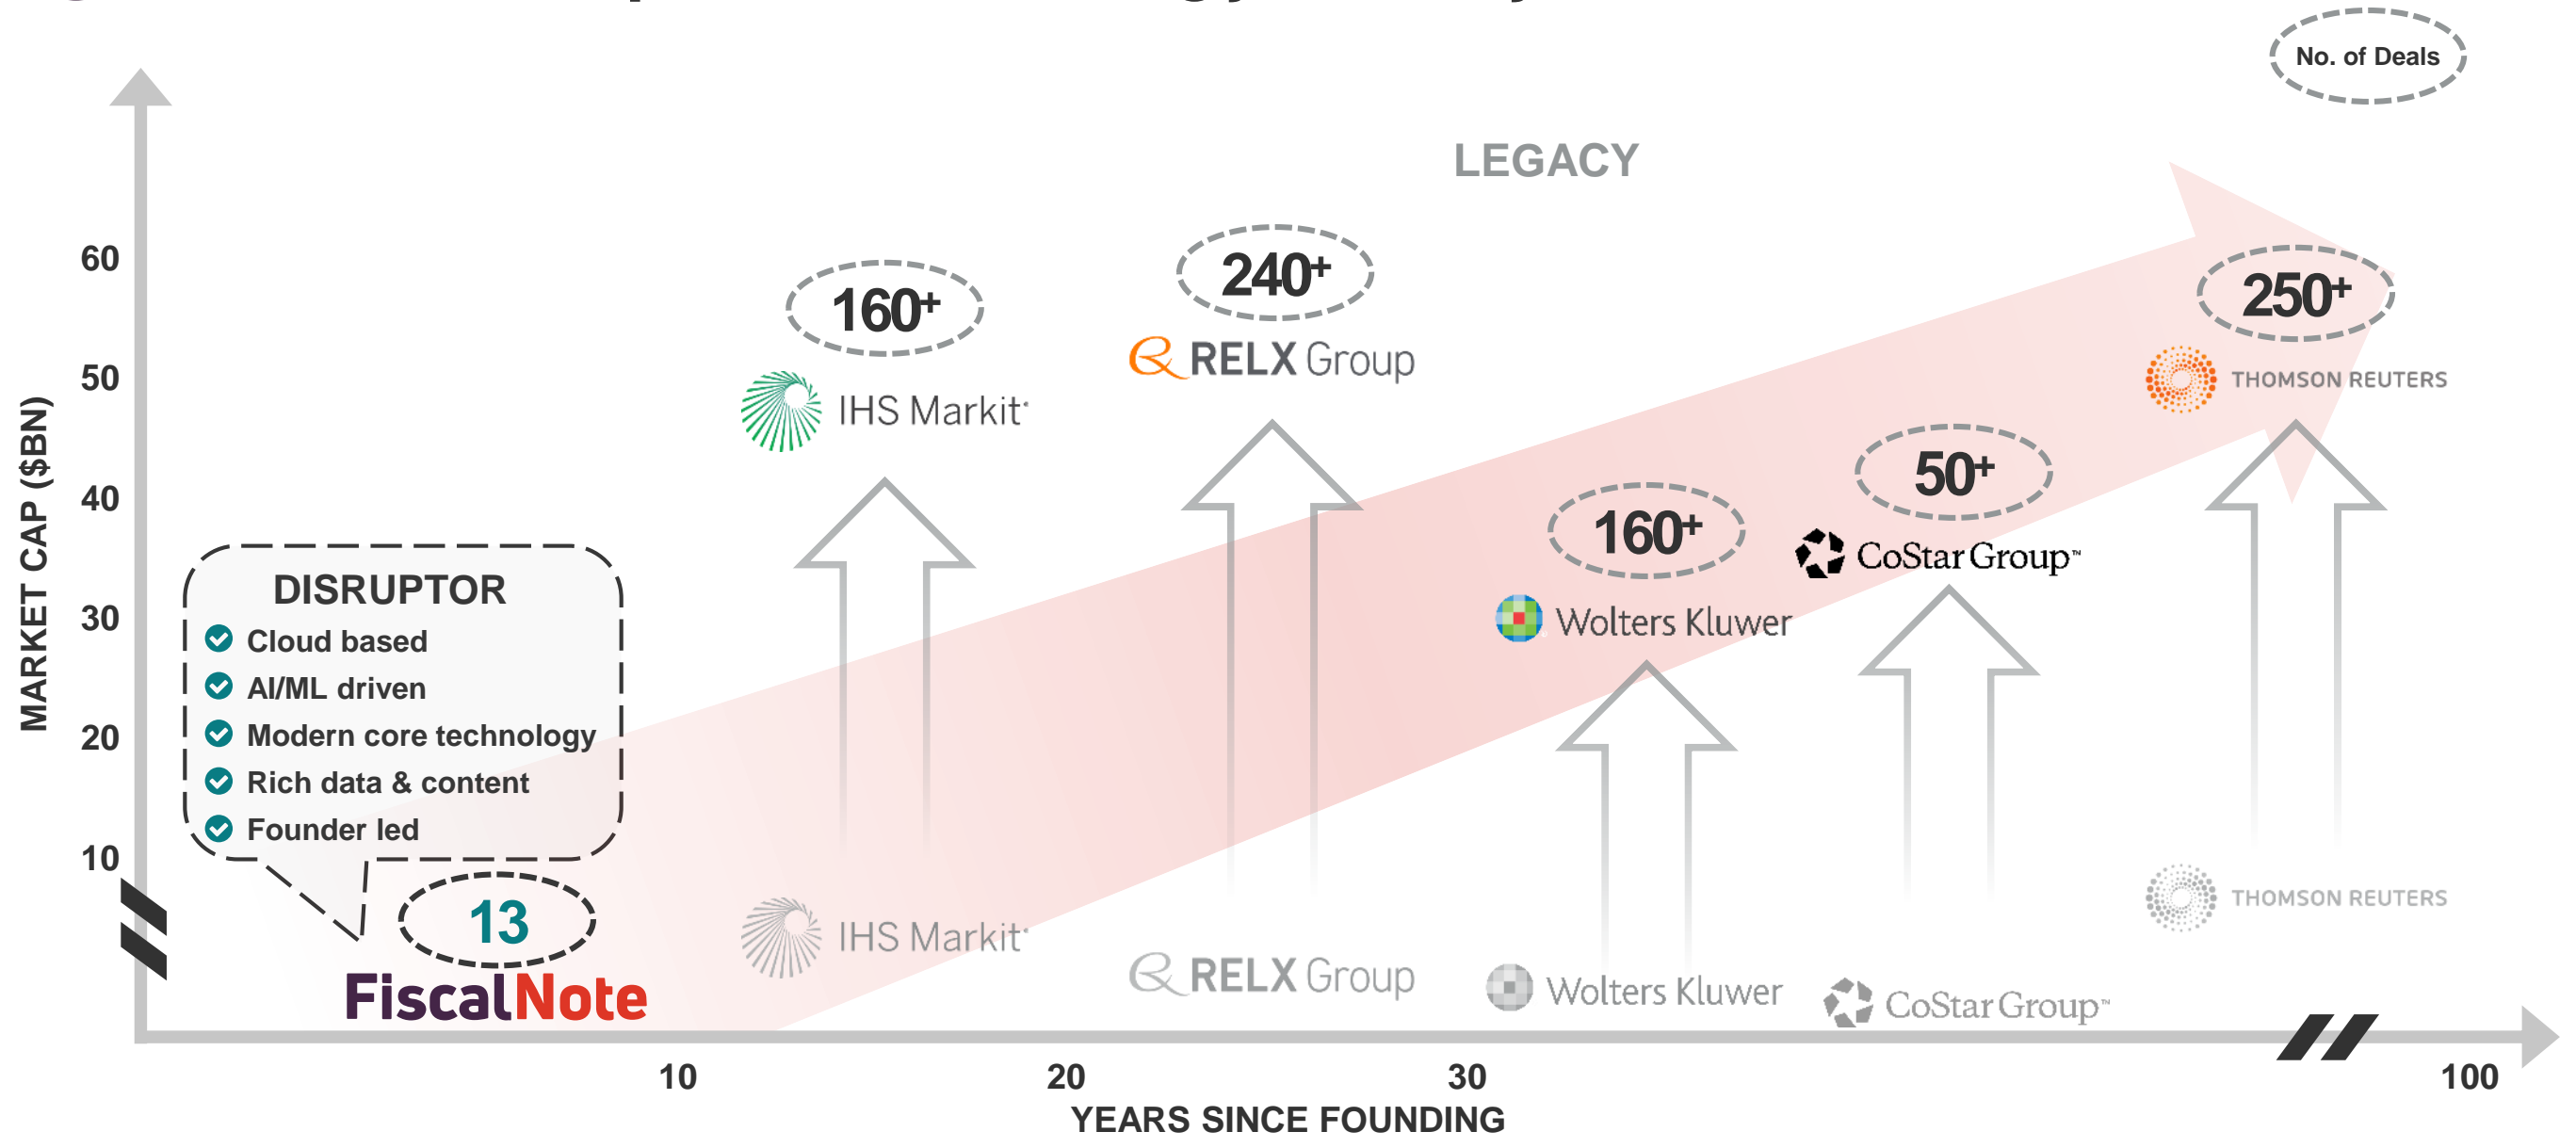 No. of Deals
LEGACY
MARKET CAP ($BN)
60
50
40
30
20
10
160+
IHS Markit
240+
RELX Group
160+
Wolters Kluwer
50+
CoStar Group™
250+
THOMSON REUTERS
DISRUPTOR
Cloud based
AI/ML driven
Modern core technology
Rich data & content
Founder led
13
FiscalNote
IHS Markit
RELX Group
Wolters Kluwer
CoStar Group™
THOMSON REUTERS
10
20
30
100
YEARS SINCE FOUNDING